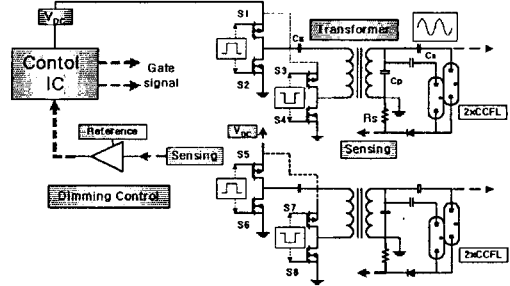 VDC
S1
Cs
Transformer
Contol
IC
Gate
signal
S2
S3
S4
Cp
Cs
Rs
2xCCFL
Reference
Sensing
VDC
Sensing
S5
Dimming Control
S6
S7
S8
2xCCFL